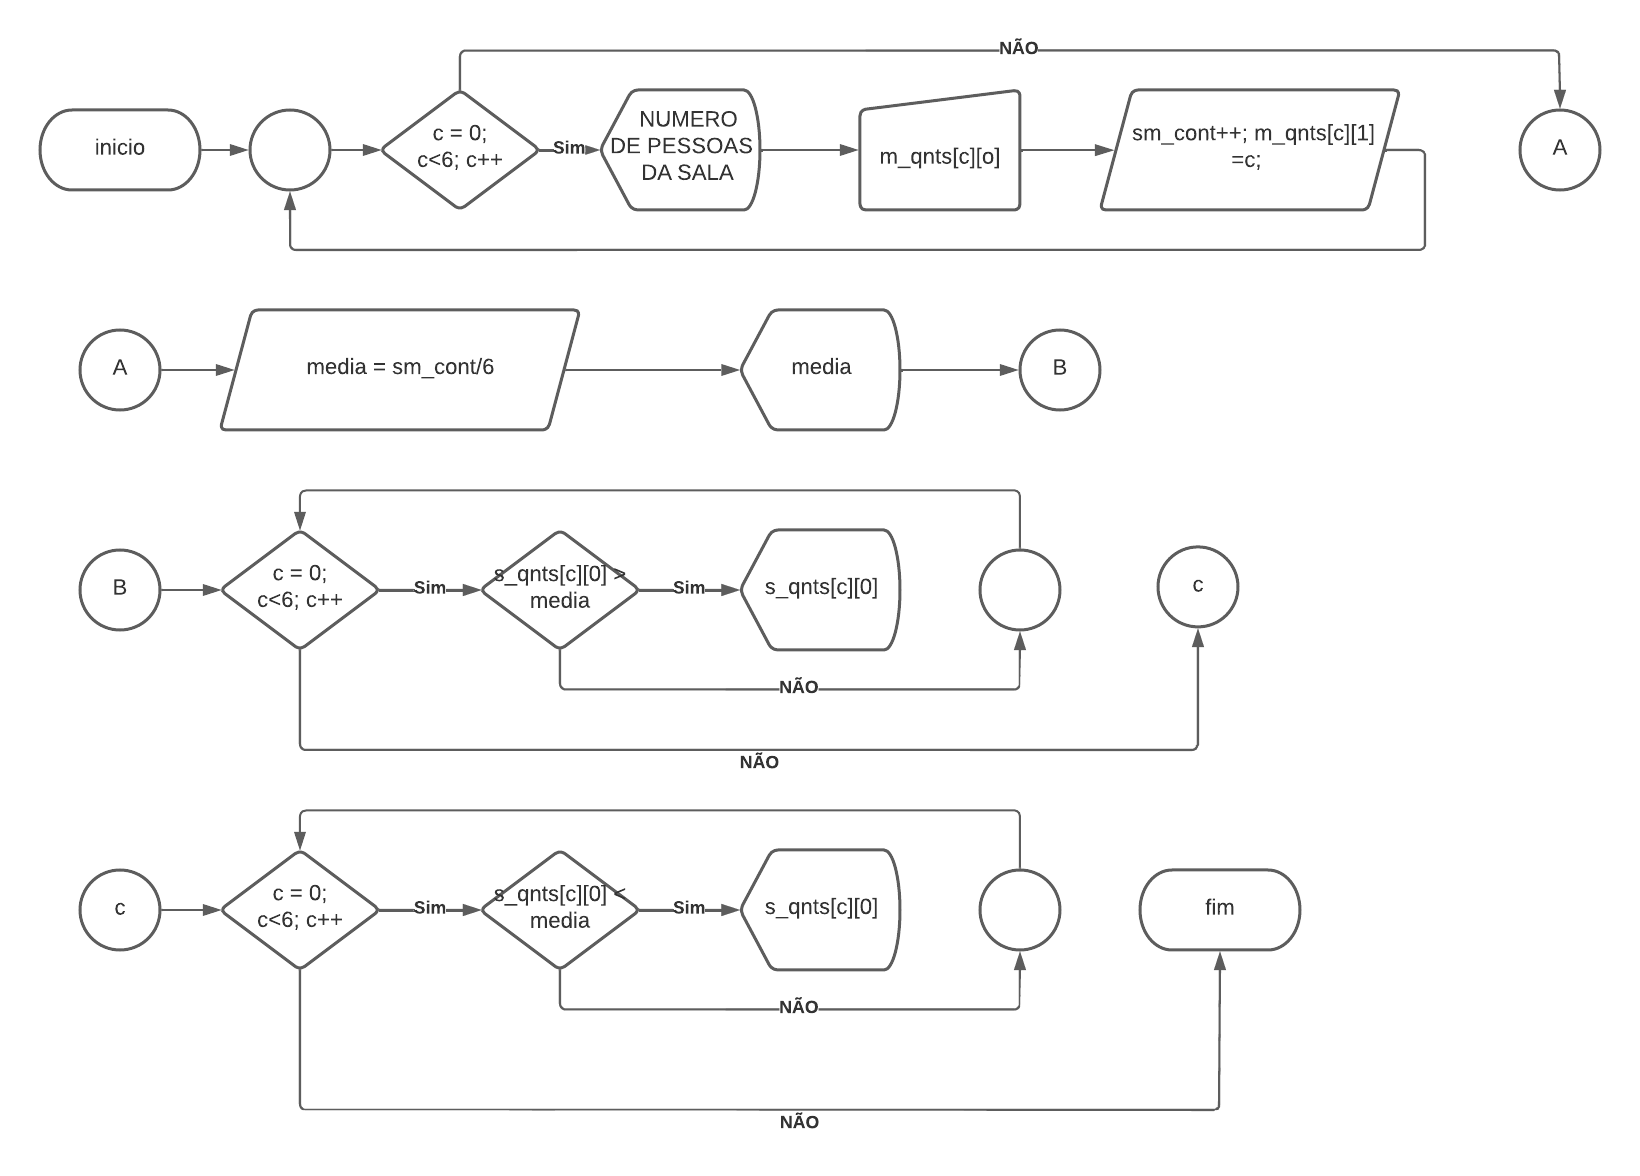 NÃO
inicio
c = 0;
c<6; c++
Sim
NUMERO
DE PESSOAS
DA SALA
m_qnts[c][o]
sm_cont++; m_qnts[c][1]
=c;
A
A
media = sm_cont/6
media
B
B
c = 0;
c<6; c++
Sim
s_qnts[c][0] >
media
Sim
s_qnts[c][0]
c
NÃO
NÃO
c
c = 0;
c<6; c++
Sim
s_qnts[c][0] <
media
Sim
s_qnts[c][0]
fim
NÃO
NÃO